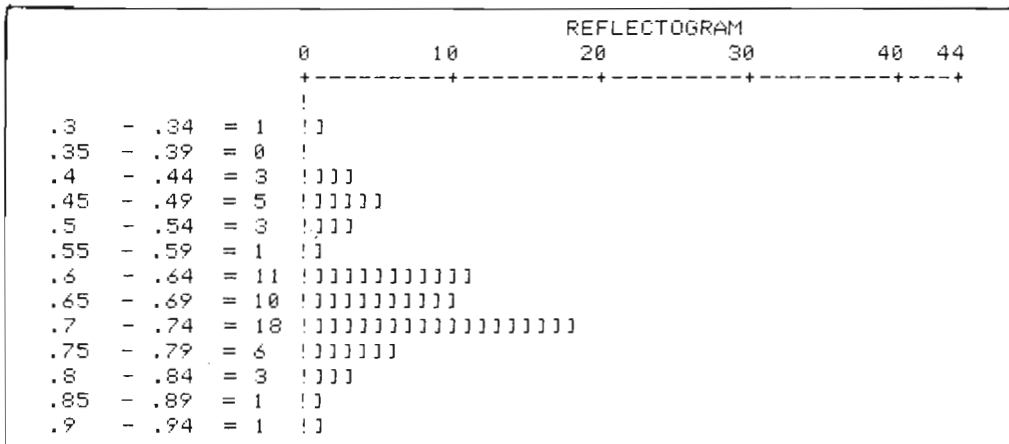 REFLECTOGRAM
0 10 20 30 40 44
+---------+---------+---------+---------+---+
!
.3 - .34 = 1 !]
.35 - .39 = 0 !
.4 - .44 = 3 !]]]
.45 - .49 = 5 !]]]]]
.5 - .54 = 3 !]]]
.55 - .59 = 1 !]
.6 - .64 = 11 !]]]]]]]]]]]
.65 - .69 = 10 !]]]]]]]]]]
.7 - .74 = 18 !]]]]]]]]]]]]]]]]]]
.75 - .79 = 6 !]]]]]]
.8 - .84 = 3 !]]]
.85 - .89 = 1 !]
.9 - .94 = 1 !]